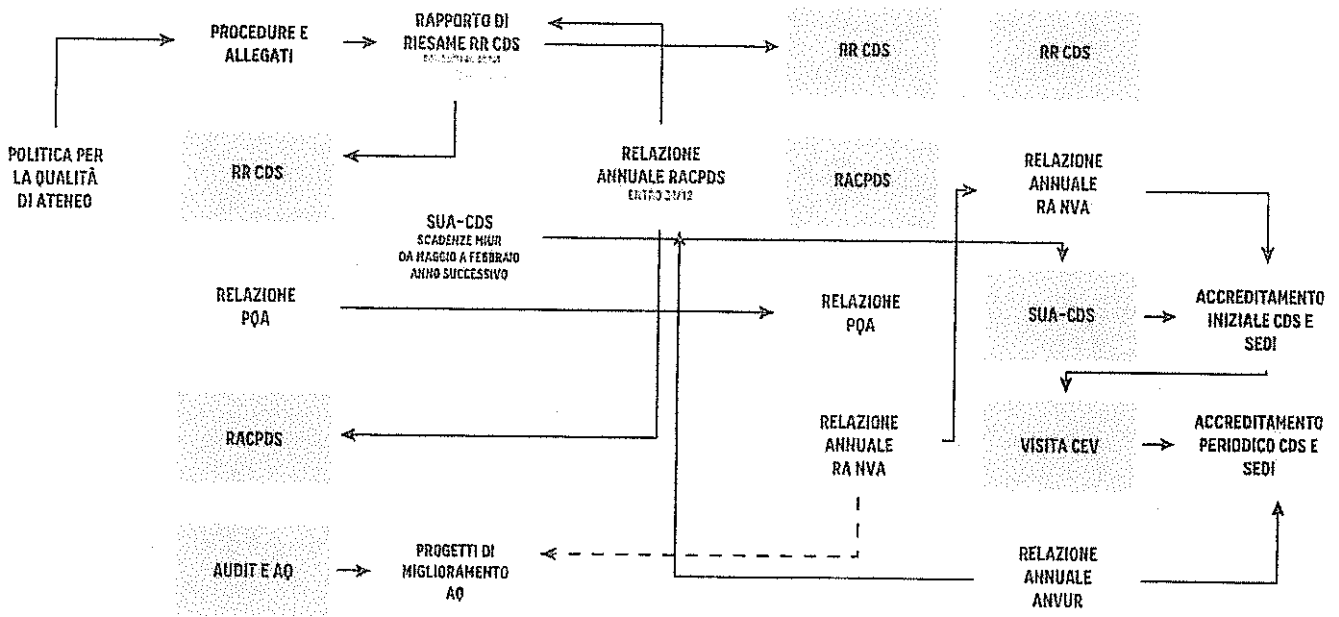 PROCEDURE E
ALLEGATI
RAPPORTO DI
RIESAME RR CDS
RR CDS
RR CDS
POLITICA PER
LA QUALITÀ
DI ATENEO
RR CDS
RELAZIONE
ANNUALE RACPDS
ENTRO 31/12
RACPDS
RELAZIONE
ANNUALE
RA NVA
SUA-CDS
SCADENZE MIUR
DA MAGGIO A FEBBRAIO
ANNO SUCCESSIVO
RELAZIONE
PQA
RELAZIONE
PQA
SUA-CDS
ACCREDITAMENTO
INIZIALE CDS E
SEDI
RACPDS
RELAZIONE
ANNUALE
RA NVA
VISITA CEV
ACCREDITAMENTO
PERIODICO CDS E
SEDI
AUDIT E AQ
PROGETTI DI
MIGLIORAMENTO
AQ
RELAZIONE
ANNUALE
ANVUR